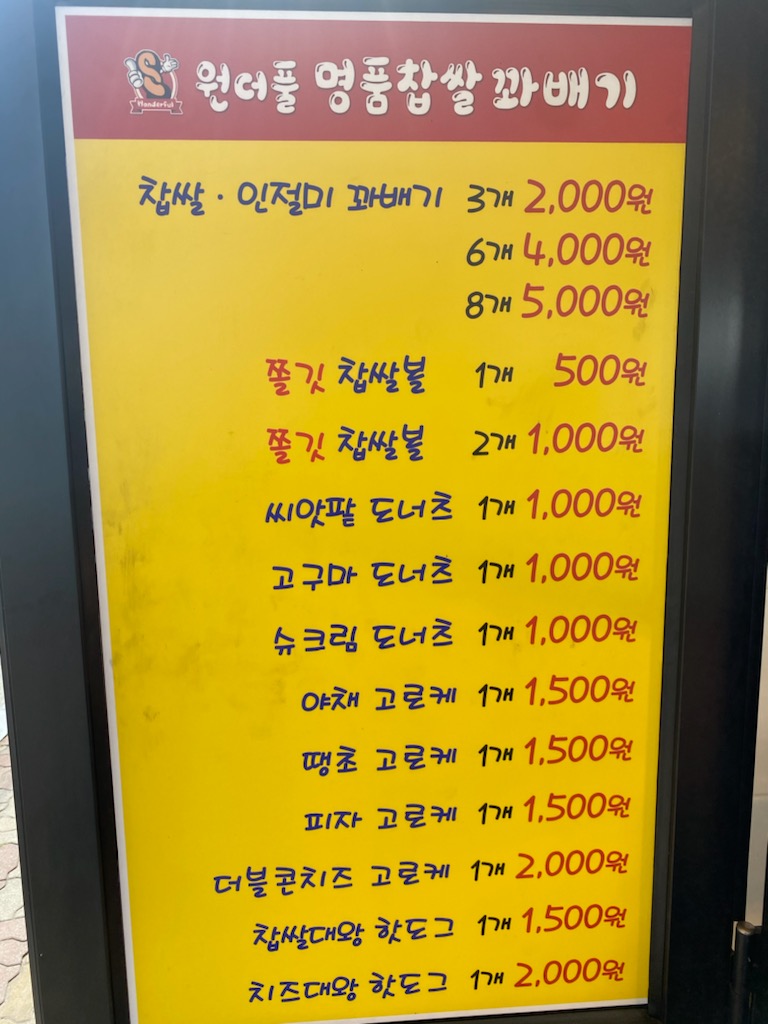 Wonderful
원더풀 명품찹쌀 꽈배기
찹쌀 · 인절미 꽈배기 3개 2,000원
6개 4,000원
8개 5,000원
쫄깃 찹쌀볼 1개 500원
쫄깃 찹쌀볼 2개 1,000원
씨앗팥 도너츠 1개 1,000원
고구마 도너츠 1개 1,000원
슈크림 도너츠 1개 1,000원
야채 고로케 1개 1,500원
땡초 고로케 1개 1,500원
피자 고로케 1개 1,500원
더블콘치즈 고로케 1개 2,000원
찹쌀대왕 핫도그 1개 1,500원
치즈대왕 핫도그 1개 2,000원